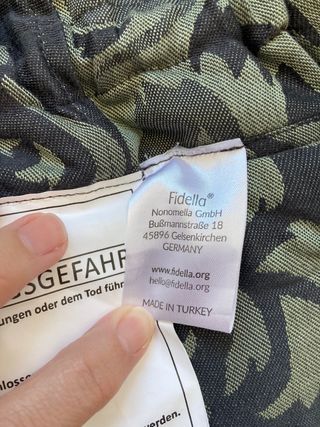 Fidella®
Nonomella GmbH
Bußmannstraße 18
45896 Gelsenkirchen
GERMANY
www.fidella.org
hello@fidella.org
MADE IN TURKEY
SGEFAHR
ungen oder dem Tod führ
hlosse
werden.